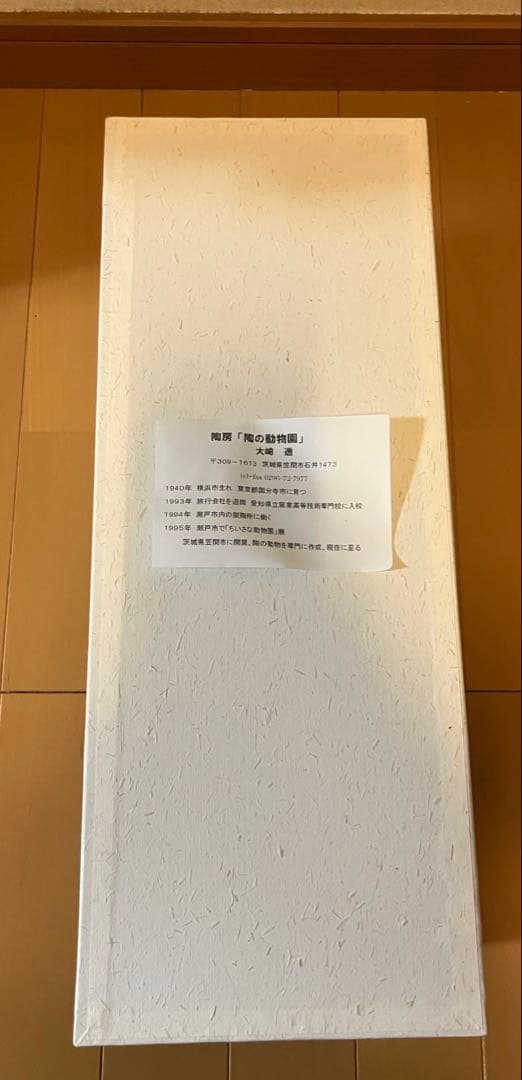 陶房「陶の動物園」
大崎 透
〒309-1613 茨城県笠間市石井1473
tel・fax 0296-72-7977
1940年 横浜市生れ 東京都国分寺市に育つ
1993年 旅行会社を退職 愛知県立窯業高等技術専門校に入校
1994年 瀬戸市内の製陶所に働く
1995年 瀬戸市で「ちいさな動物園」展
茨城県笠間市に開業、陶の動物を専門に作成、現在に至る